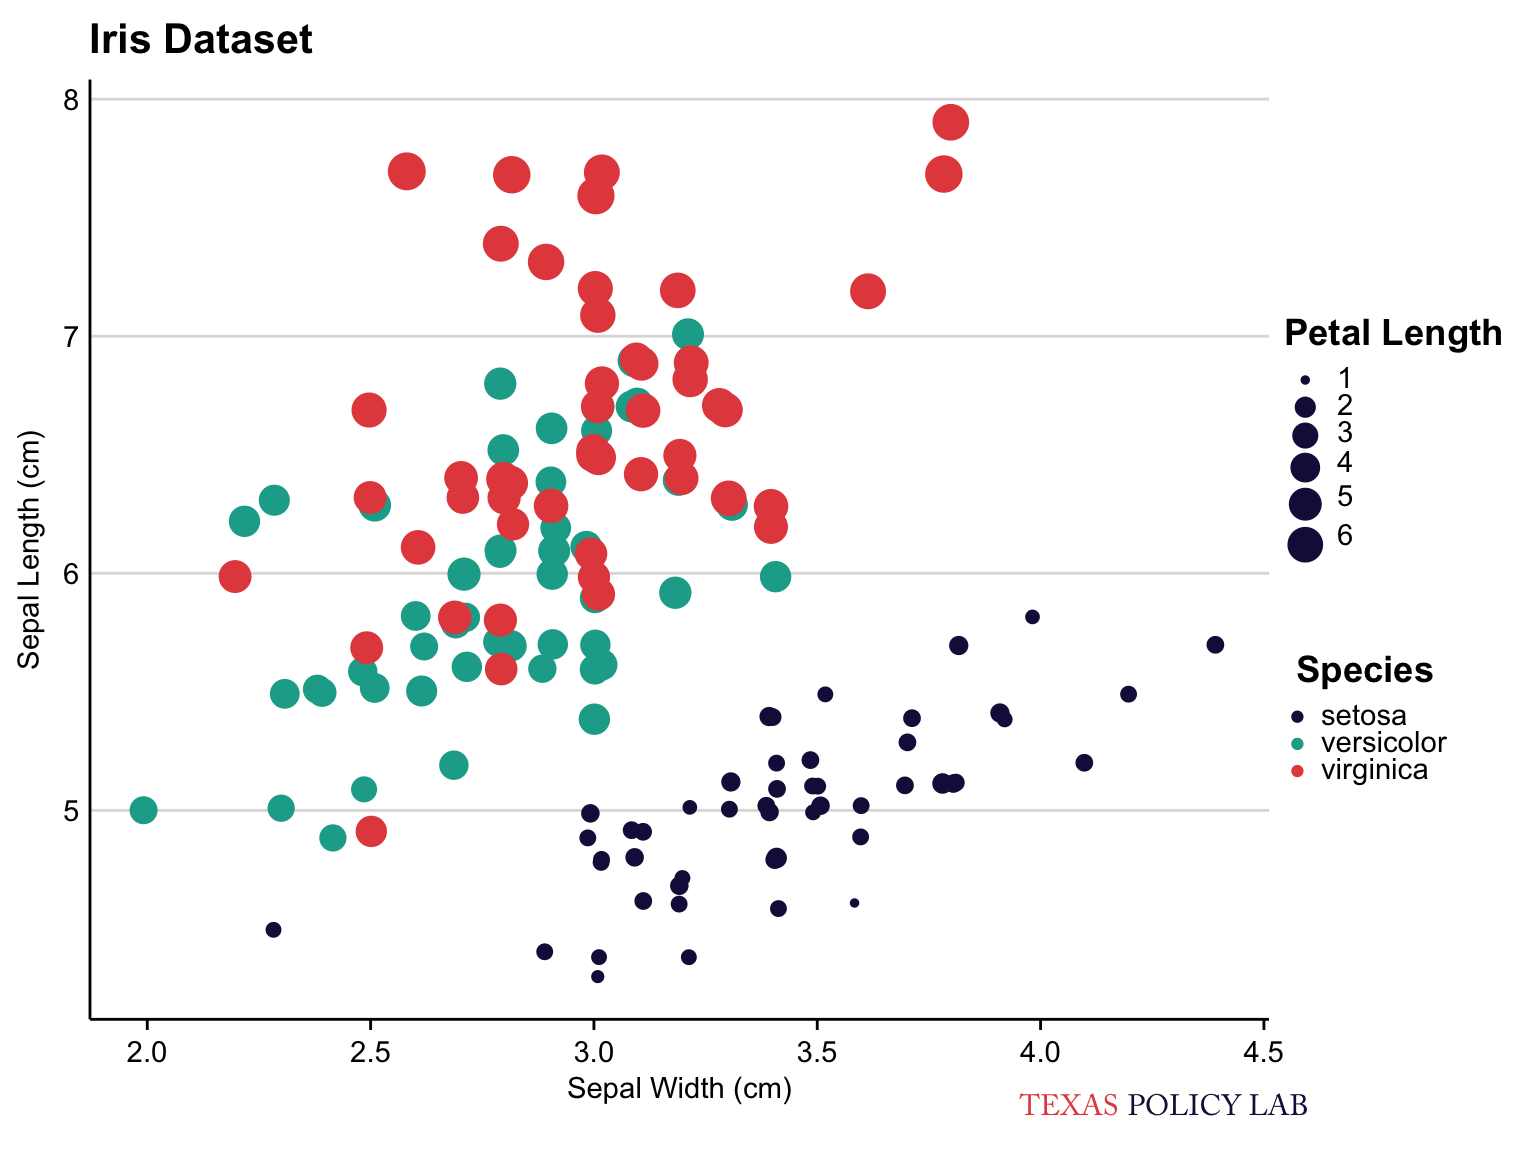 Iris Dataset
8
7
6
5
Sepal Length (cm)
2.0 2.5 3.0 3.5 4.0 4.5
Sepal Width (cm)
Petal Length
1
2
3
4
5
6
Species
setosa
versicolor
virginica
TEXAS POLICY LAB